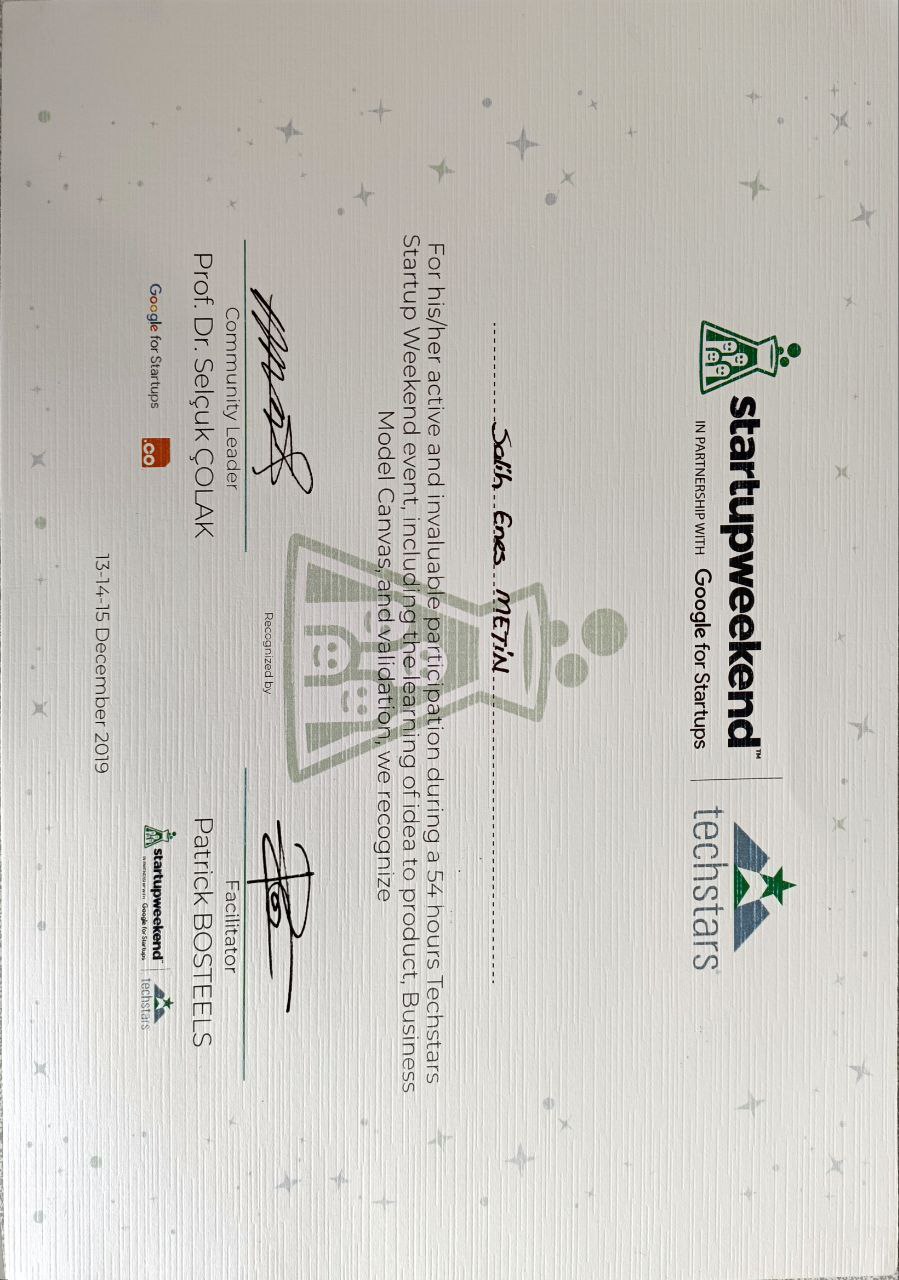 startupweekend™
IN PARTNERSHIP WITH Google for Startups
techstars
Salih Enes METİN
For his/her active and invaluable participation during a 54 hours Techstars
Startup Weekend event, including the learning of idea to product, Business
Model Canvas, and validation, we recognize
Recognized by
Community Leader
Prof. Dr. Selçuk ÇOLAK
Google for Startups
.co
Facilitator
Patrick BOSTEELS
startupweekend
IN PARTNERSHIP WITH Google for Startups
techstars
13-14-15 December 2019